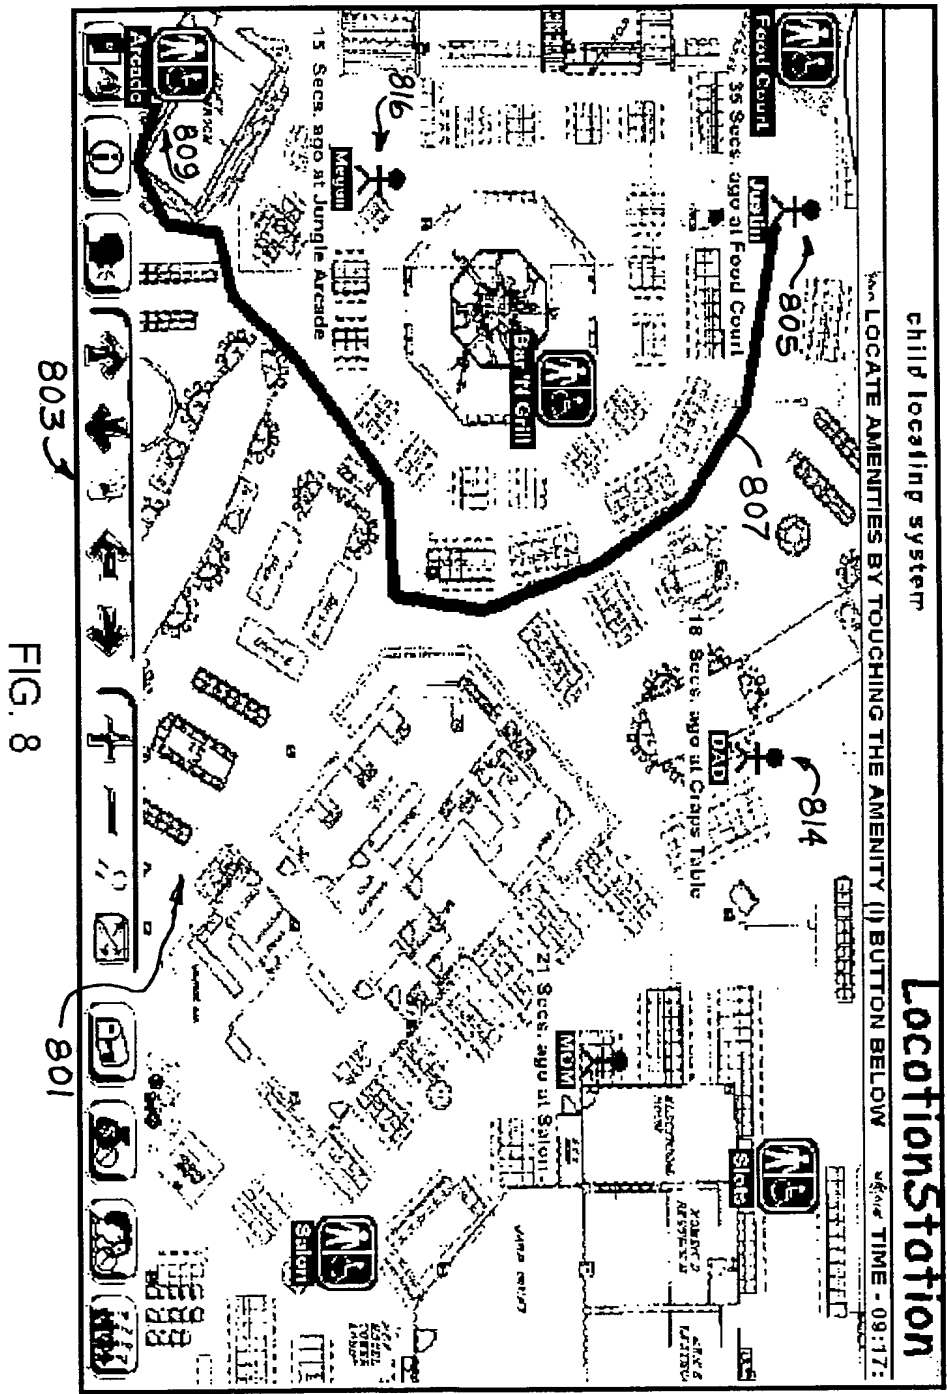 child locating system
LocationStation
LOCATE AMENITIES BY TOUCHING THE AMENITY (I) BUTTON BELOW
TIME - 09:17:
Food Court
Justin
805
35 Secs. ago at Food Court
807
814
DAD
18 Secs. ago at Craps Table
Slots
MOM
21 Secs. ago at Salon
Bar 'N Grill
816
Megan
15 Secs. ago at Jungle Arcade
Salon
809
Arcade
803
801
FIG. 8